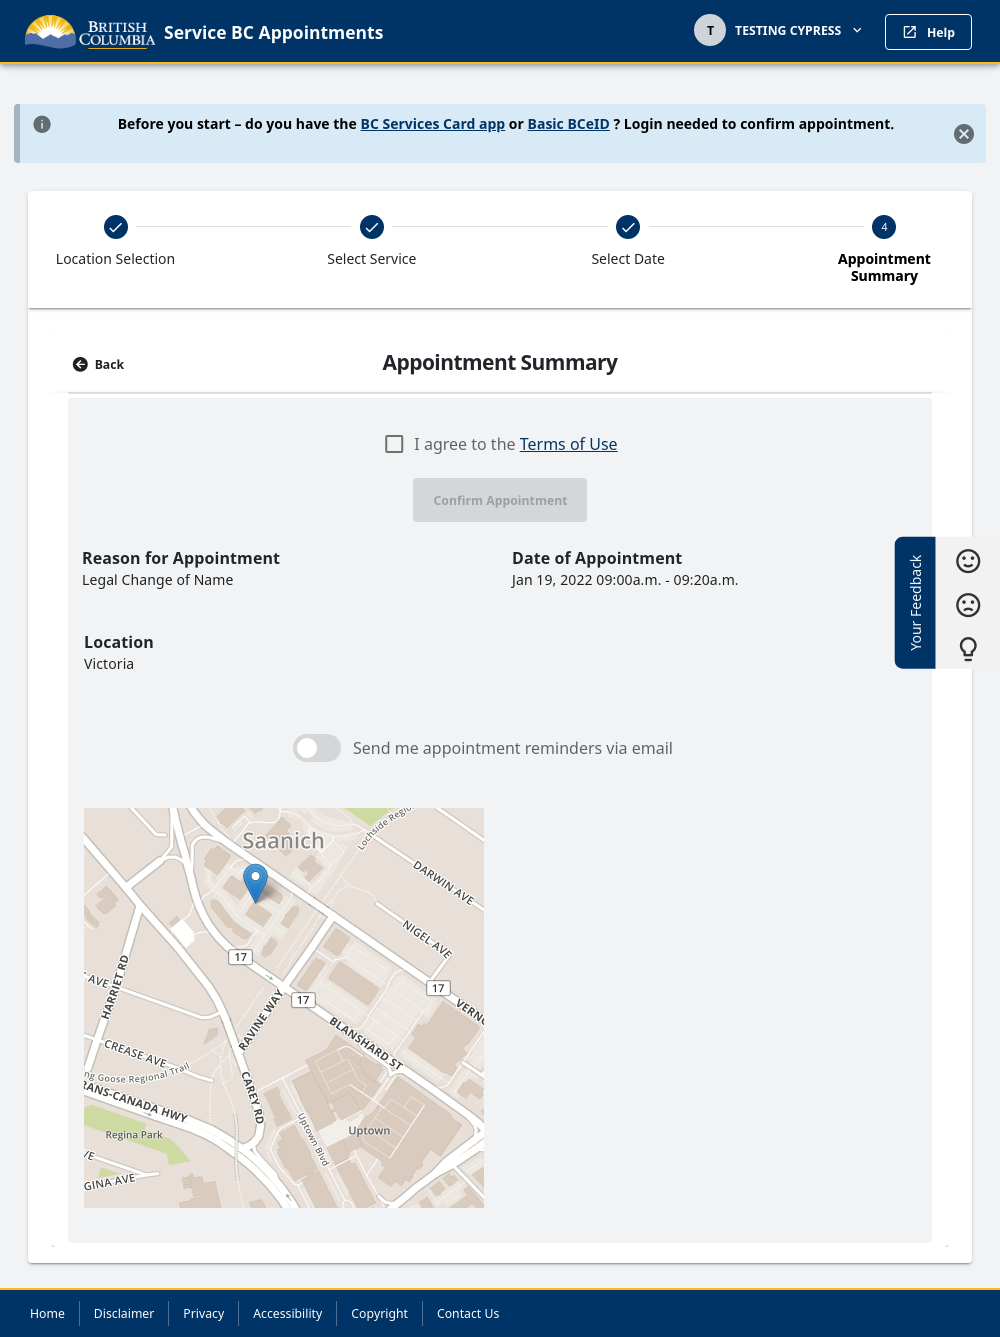 BRITISH
COLUMBIA
Service BC Appointments
T
TESTING CYPRESS
Help
Before you start – do you have the BC Services Card app or Basic BCeID ? Login needed to confirm appointment.
Location Selection
Select Service
Select Date
4
Appointment
Summary
Back
Appointment Summary
I agree to the Terms of Use
Confirm Appointment
Reason for Appointment
Legal Change of Name
Date of Appointment
Jan 19, 2022 09:00a.m. - 09:20a.m.
Your Feedback
Location
Victoria
Send me appointment reminders via email
Saanich
Lochside Regio
DARWIN AVE
NIGEL AVE
17
17
17
VERNO
AVE
HARRIET RD
RAVINE WAY
BLANSHARD ST
CREASE AVE
ng Goose Regional Trail
RANS-CANADA HWY
CAREY RD
Regina Park
Uptown Blvd
Uptown
VE
GINA AVE
Home
Disclaimer
Privacy
Accessibility
Copyright
Contact Us